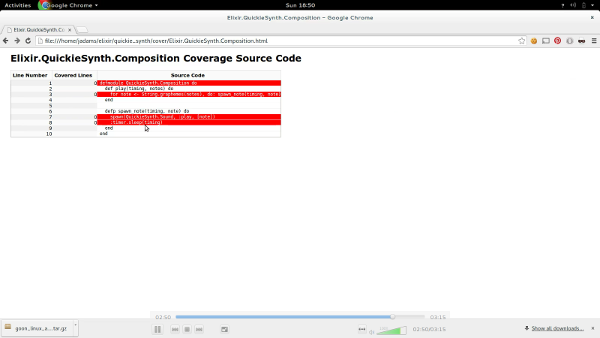 Activities Google Chrome Sun 18:50
Elixir.QuickieSynth.Composition - Google Chrome
Elixir.QuickieSynth.Com
file:///home/jadams/elixir/quickie_synth/cover/Elixir.QuickieSynth.Composition.html
Elixir.QuickieSynth.Composition Coverage Source Code
Line Number Covered Lines Source Code
1 0 defmodule QuickieSynth.Composition do
2 def play(timing, notes) do
3 0 for note <- String.graphemes(notes), do: spawn_note(timing, note)
4 end
5
6 defp spawn_note(timing, note) do
7 0 spawn(QuickieSynth.Sound, :play, [note])
8 0 :timer.sleep(timing)
9 end
10 end
02:50 03:15
goon_linux_a....tar.gz Show all downloads...
02:50/03:15